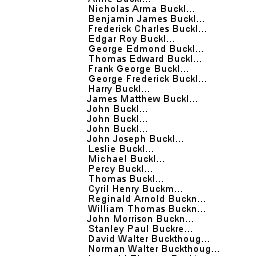 Nicholas Arma Buckl...
Benjamin James Buckl...
Frederick Charles Buckl...
Edgar Roy Buckl...
George Edmond Buckl...
Thomas Edward Buckl...
Frank George Buckl...
George Frederick Buckl...
Harry Buckl...
James Matthew Buckl...
John Buckl...
John Buckl...
John Buckl...
John Joseph Buckl...
Leslie Buckl...
Michael Buckl...
Percy Buckl...
Thomas Buckl...
Cyril Henry Buckm...
Reginald Arnold Buckn...
William Thomas Buckn...
John Morrison Buckn...
Stanley Paul Buckre...
David Walter Buckthoug...
Norman Walter Buckthoug...